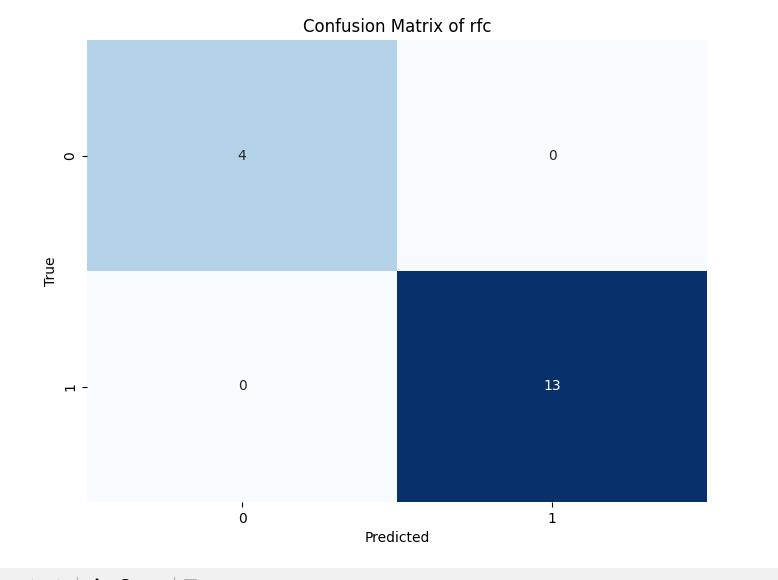 Confusion Matrix of rfc
0
4
0
True
1
0
13
0
1
Predicted